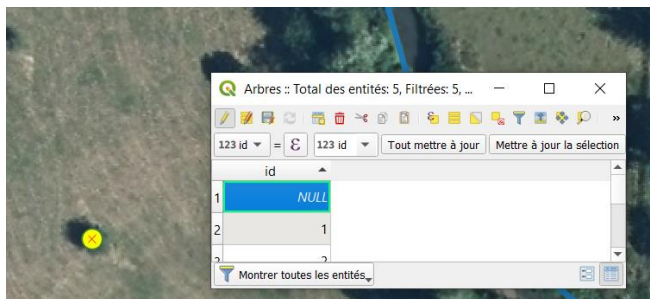 Arbres :: Total des entités: 5, Filtrées: 5, ...
123 id = ε 123 id Tout mettre à jour Mettre à jour la sélection
id
1 NULL
2 1
Montrer toutes les entités